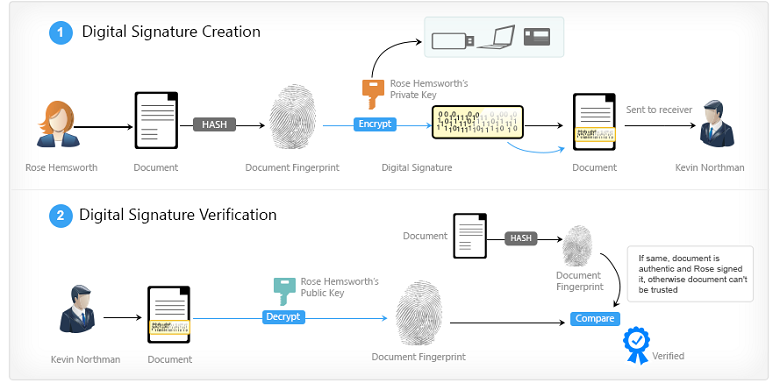 1 Digital Signature Creation
Rose Hemsworth's
Private Key
HASH
Encrypt
Sent to receiver
Rose Hemsworth
Document
Document Fingerprint
Digital Signature
Document
Kevin Northman
2 Digital Signature Verification
Document
HASH
Document
Fingerprint
If same, document is
authentic and Rose signed
it, otherwise document can't
be trusted
Rose Hemsworth's
Public Key
Decrypt
Compare
Kevin Northman
Document
Document Fingerprint
Verified